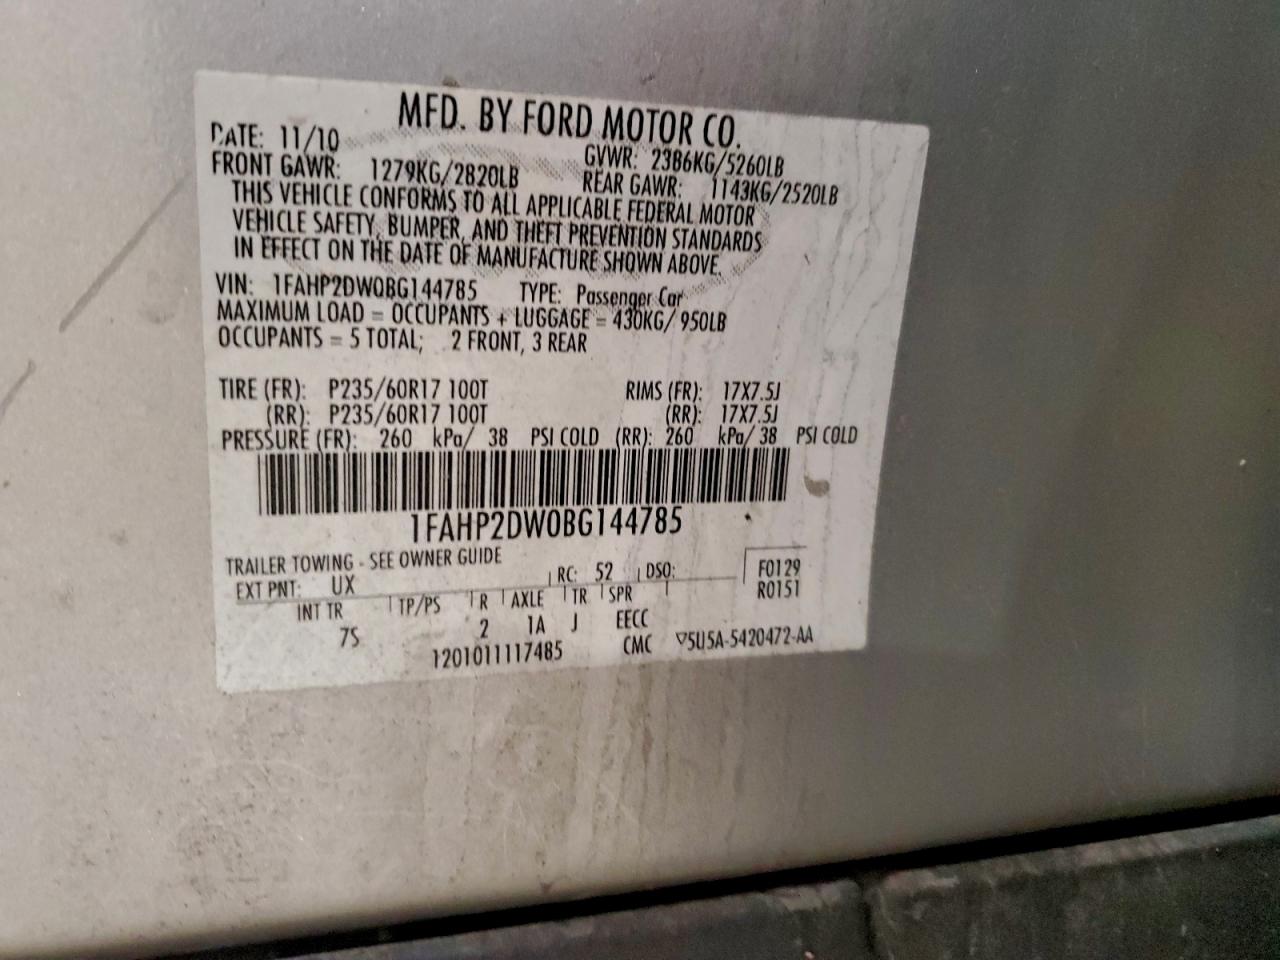 MFD. BY FORD MOTOR CO.
DATE: 11/10 GVWR: 2386KG/5260LB
FRONT GAWR: 1279KG/2820LB REAR GAWR: 1143KG/2520LB
THIS VEHICLE CONFORMS TO ALL APPLICABLE FEDERAL MOTOR
VEHICLE SAFETY, BUMPER, AND THEFT PREVENTION STANDARDS
IN EFFECT ON THE DATE OF MANUFACTURE SHOWN ABOVE.
VIN: 1FAHP2DW0BG144785 TYPE: Passenger Car
MAXIMUM LOAD = OCCUPANTS + LUGGAGE = 430KG/ 950LB
OCCUPANTS = 5 TOTAL; 2 FRONT, 3 REAR
TIRE (FR): P235/60R17 100T RIMS (FR): 17X7.5J
(RR): P235/60R17 100T (RR): 17X7.5J
PRESSURE (FR): 260 kPa/ 38 PSI COLD (RR): 260 kPa/ 38 PSI COLD
1FAHP2DW0BG144785
TRAILER TOWING - SEE OWNER GUIDE
EXT PNT: UX RC: 52 DSO: F0129
R0151
INT TR TP/PS R AXLE TR SPR
7S 2 1A J EECC
1201011117485 CMC ▽5U5A-5420472-AA